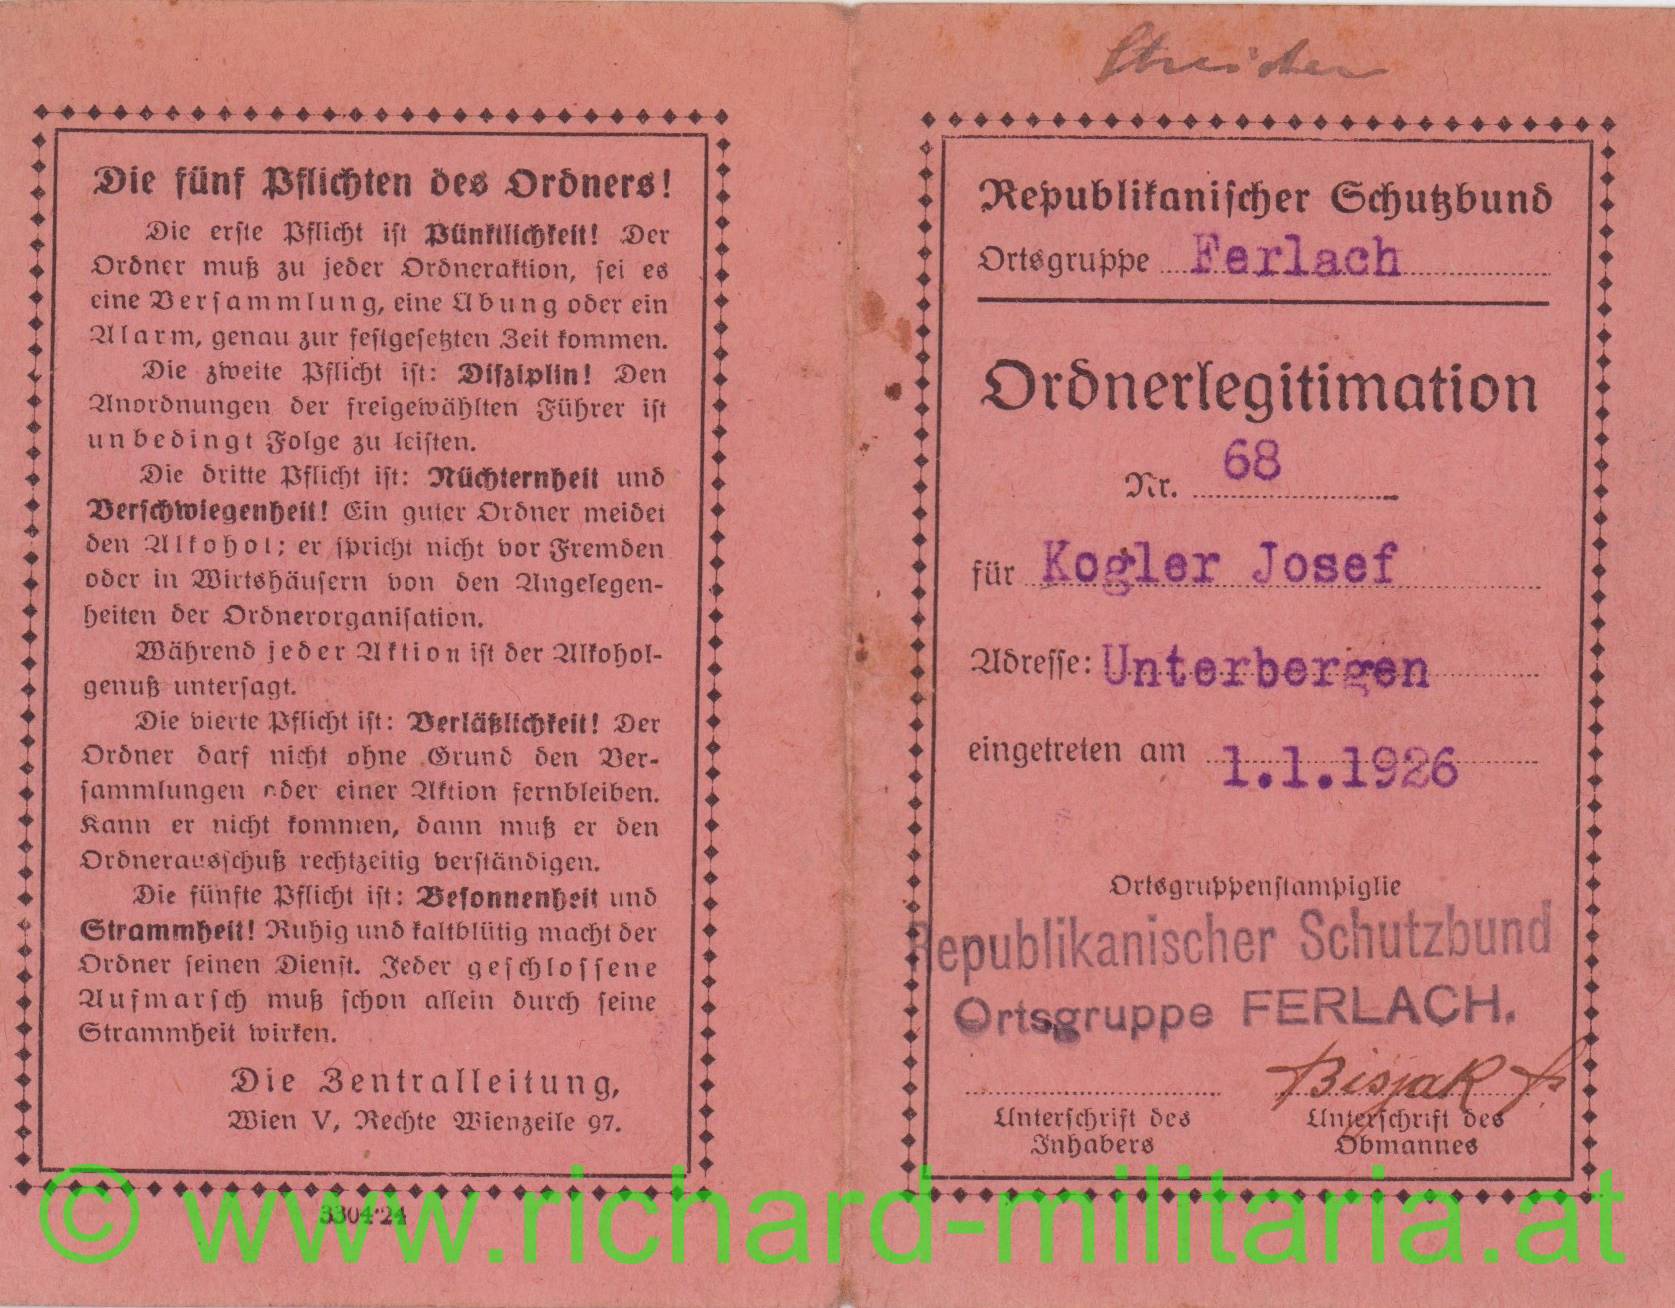 Die fünf Pflichten des Ordners!
Die erste Pflicht ist Pünktlichkeit! Der
Ordner muß zu jeder Ordneraktion, sei es
eine Versammlung, eine Übung oder ein
Alarm, genau zur festgesetzten Zeit kommen.
Die zweite Pflicht ist: Disziplin! Den
Anordnungen der freigewählten Führer ist
unbedingt Folge zu leisten.
Die dritte Pflicht ist: Nüchternheit und
Verschwiegenheit! Ein guter Ordner meidet
den Alkohol; er spricht nicht vor Fremden
oder in Wirtshäusern von den Angelegen-
heiten der Ordnerorganisation.
Während jeder Aktion ist der Alkohol-
genuß untersagt.
Die vierte Pflicht ist: Verläßlichkeit! Der
Ordner darf nicht ohne Grund den Ver-
sammlungen oder einer Aktion fernbleiben.
Kann er nicht kommen, dann muß er den
Ordnerausschuß rechtzeitig verständigen.
Die fünfte Pflicht ist: Besonnenheit und
Strammheit! Ruhig und kaltblütig macht der
Ordner seinen Dienst. Jeder geschlossene
Aufmarsch muß schon allein durch seine
Strammheit wirken.
Die Zentralleitung,
Wien V, Rechte Wienzeile 97.
3304'24
Streicher
Republikanischer Schutzbund
Ortsgruppe Ferlach
Ordnerlegitimation
Nr. 68
für Kogler Josef
Adresse: Unterbergen
eingetreten am 1.1.1926
Ortsgruppenstampiglie
Republikanischer Schutzbund
Ortsgruppe FERLACH.
Bisjak
Unterschrift des
Inhabers
Unterschrift des
Obmannes
© www.richard-militaria.at